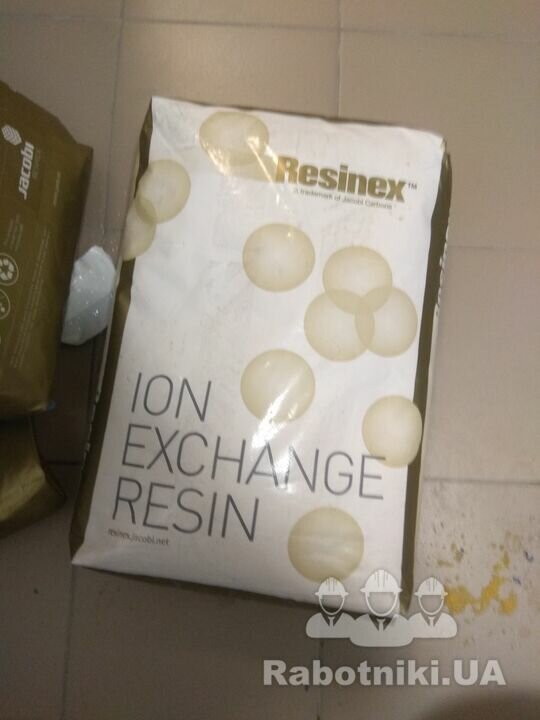 Jacobi
Resinex™
A trademark of Jacobi Carbons
ION
EXCHANGE
RESIN
resinex.jacobi.net
Rabotniki.UA